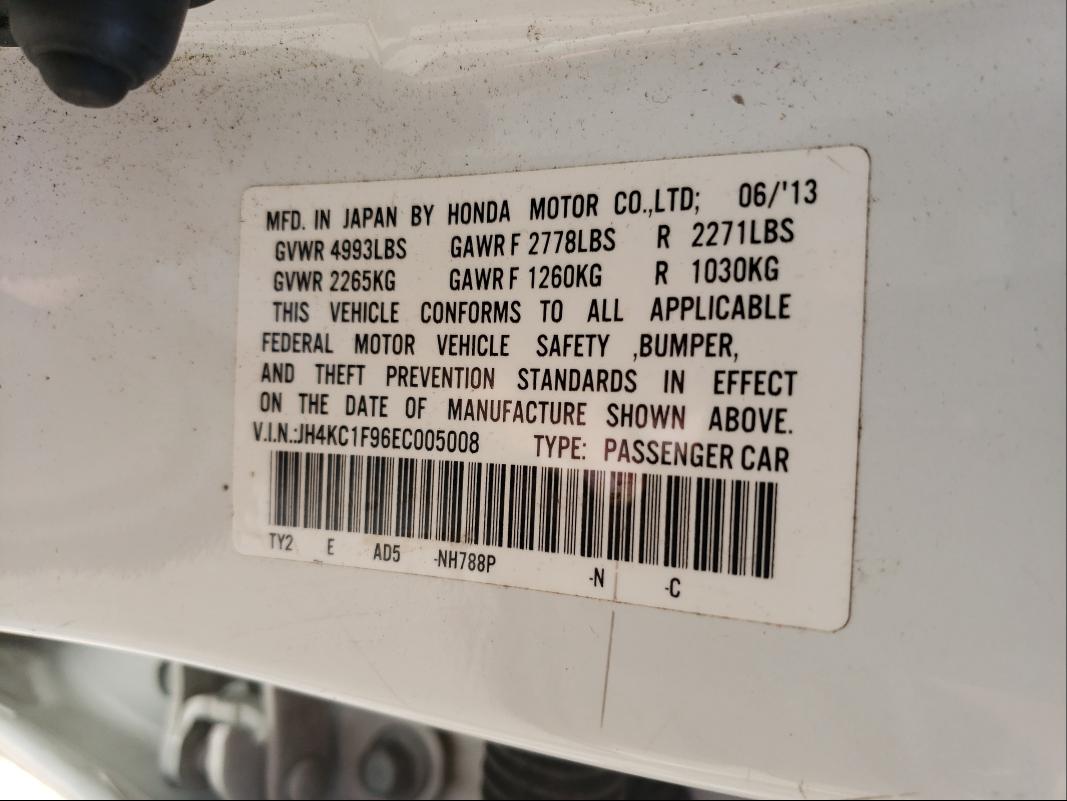 MFD. IN JAPAN BY HONDA MOTOR CO.,LTD; 06/'13
GVWR 4993LBS GAWR F 2778LBS R 2271LBS
GVWR 2265KG GAWR F 1260KG R 1030KG
THIS VEHICLE CONFORMS TO ALL APPLICABLE
FEDERAL MOTOR VEHICLE SAFETY ,BUMPER,
AND THEFT PREVENTION STANDARDS IN EFFECT
ON THE DATE OF MANUFACTURE SHOWN ABOVE.
V.I.N.:JH4KC1F96EC005008 TYPE: PASSENGER CAR
TY2 E AD5 -NH788P -N -C